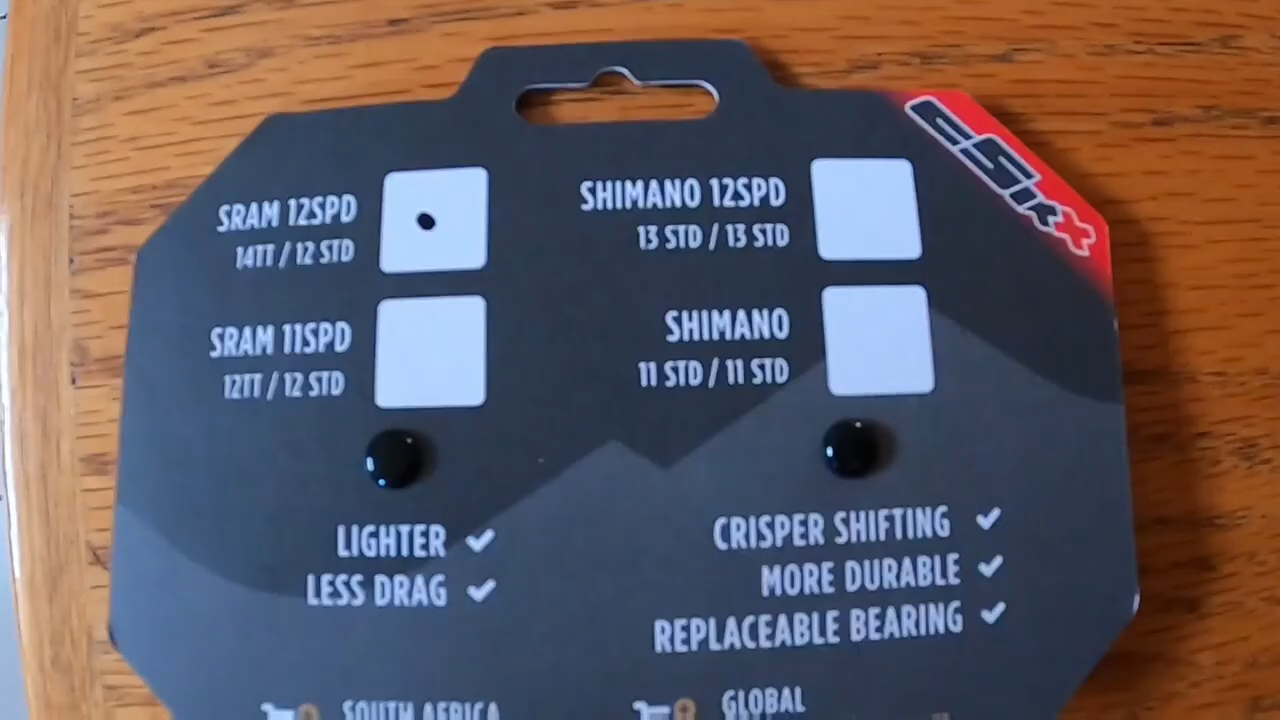 CSixx
SRAM 12SPD
14TT / 12 STD
SHIMANO 12SPD
13 STD / 13 STD
SRAM 11SPD
12TT / 12 STD
SHIMANO
11 STD / 11 STD
LIGHTER
LESS DRAG
CRISPER SHIFTING
MORE DURABLE
REPLACEABLE BEARING
SOUTH AFRICA
GLOBAL